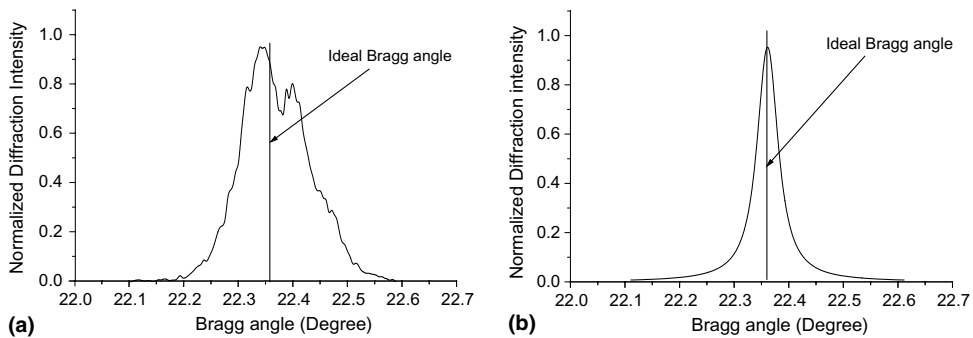 Normalized Diffraction Intensity
1.0
0.8
0.6
0.4
0.2
0.0
Ideal Bragg angle
22.0 22.1 22.2 22.3 22.4 22.5 22.6 22.7
Bragg angle (Degree)
(a)
Normalized Diffraction intensity
1.0
0.8
0.6
0.4
0.2
0.0
Ideal Bragg angle
22.0 22.1 22.2 22.3 22.4 22.5 22.6 22.7
Bragg angle (Degree)
(b)